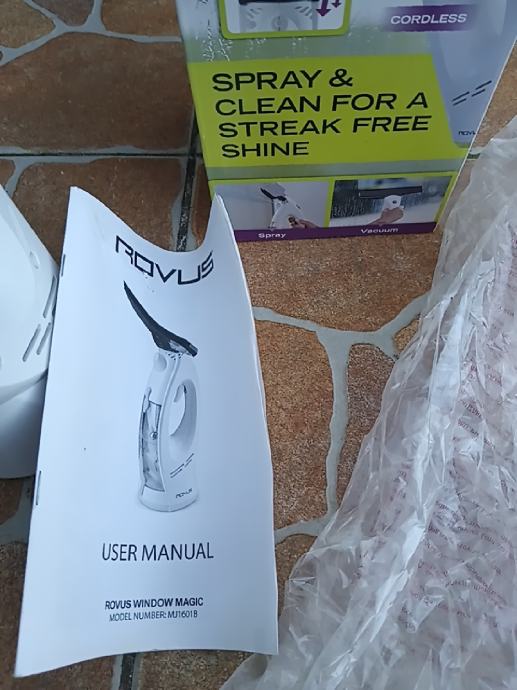 CORDLESS
SPRAY &
CLEAN FOR A
STREAK FREE
SHINE
ROVUS
Spray
Vacuum
ROVUS
ROVUS
USER MANUAL
ROVUS WINDOW MAGIC
MODEL NUMBER: MJ1601B